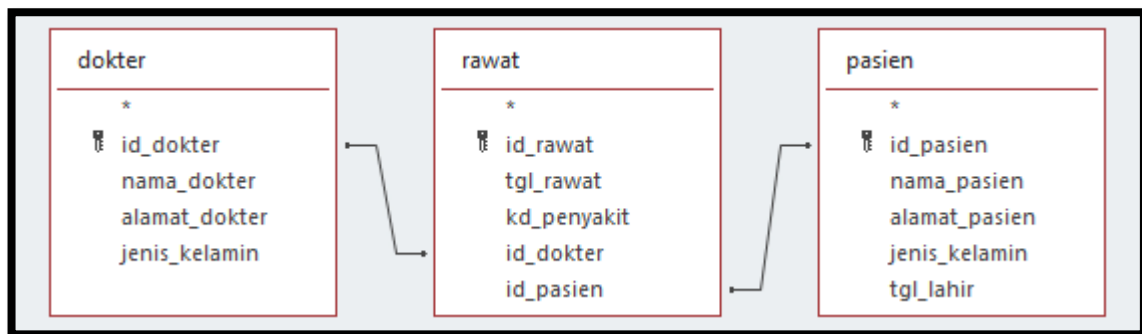 dokter
*
id_dokter
nama_dokter
alamat_dokter
jenis_kelamin
rawat
*
id_rawat
tgl_rawat
kd_penyakit
id_dokter
id_pasien
pasien
*
id_pasien
nama_pasien
alamat_pasien
jenis_kelamin
tgl_lahir